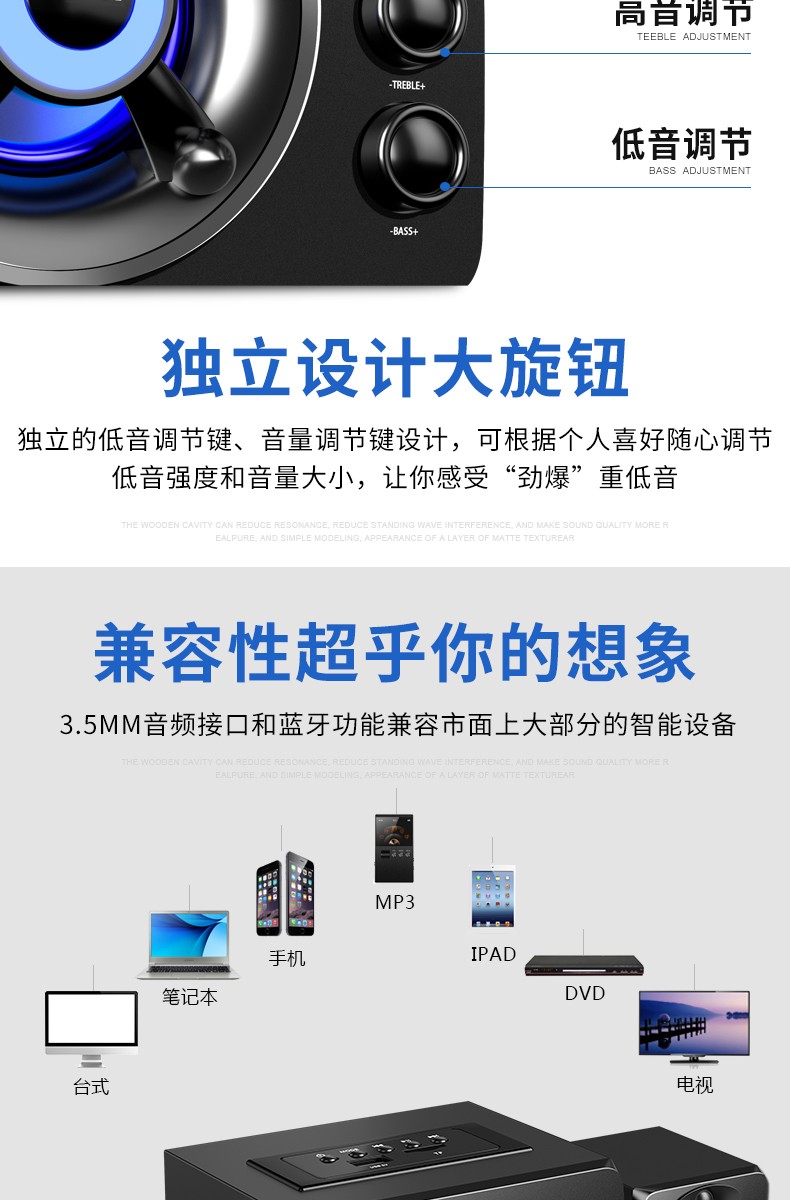 高音调节
TEEBLE ADJUSTMENT
-TREBLE+
低音调节
BASS ADJUSTMENT
-BASS+
独立设计大旋钮
独立的低音调节键、音量调节键设计，可根据个人喜好随心调节
低音强度和音量大小，让你感受“劲爆”重低音
THE WOODEN CAVITY CAN REDUCE RESONANCE, REDUCE STANDING WAVE INTERFERENCE, AND MAKE SOUND QUALITY MORE R
EALPURE, AND SIMPLE MODELING, APPEARANCE OF A LAYER OF MATTE TEXTUREAR
兼容性超乎你的想象
3.5MM音频接口和蓝牙功能兼容市面上大部分的智能设备
THE WOODEN CAVITY CAN REDUCE RESONANCE, REDUCE STANDING WAVE INTERFERENCE, AND MAKE SOUND QUALITY MORE R
EALPURE, AND SIMPLE MODELING, APPEARANCE OF A LAYER OF MATTE TEXTUREAR
MP3
IPAD
手机
DVD
笔记本
电视
台式
MODE
TF